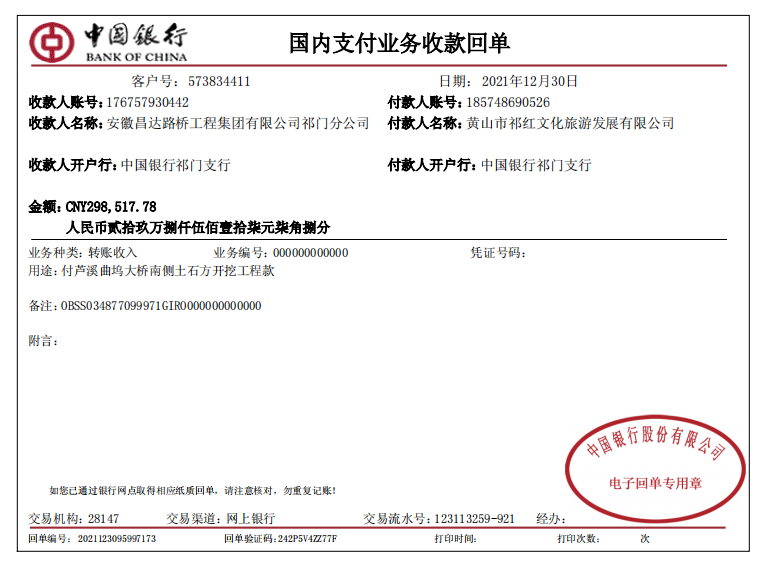 中国银行
BANK OF CHINA
国内支付业务收款回单
客户号：573834411 日期：2021年12月30日
收款人账号：176757930442 付款人账号：185748690526
收款人名称：安徽昌达路桥工程集团有限公司祁门分公司 付款人名称：黄山市祁红文化旅游发展有限公司
收款人开户行：中国银行祁门支行 付款人开户行：中国银行祁门支行
金额：CNY298,517.78
人民币贰拾玖万捌仟伍佰壹拾柒元柒角捌分
业务种类：转账收入 业务编号：000000000000 凭证号码：
用途：付芦溪曲坞大桥南侧土石方开挖工程款
备注：OBSS034877099971GIRO000000000000
附言：
中国银行股份有限公司
电子回单专用章
如您已通过银行网点取得相应纸质回单，请注意核对，勿重复记账！
交易机构：28147 交易渠道：网上银行 交易流水号：123113259-921 经办：
回单编号：2021123095997173 回单验证码：242P5V4ZZ77F 打印时间： 打印次数： 次